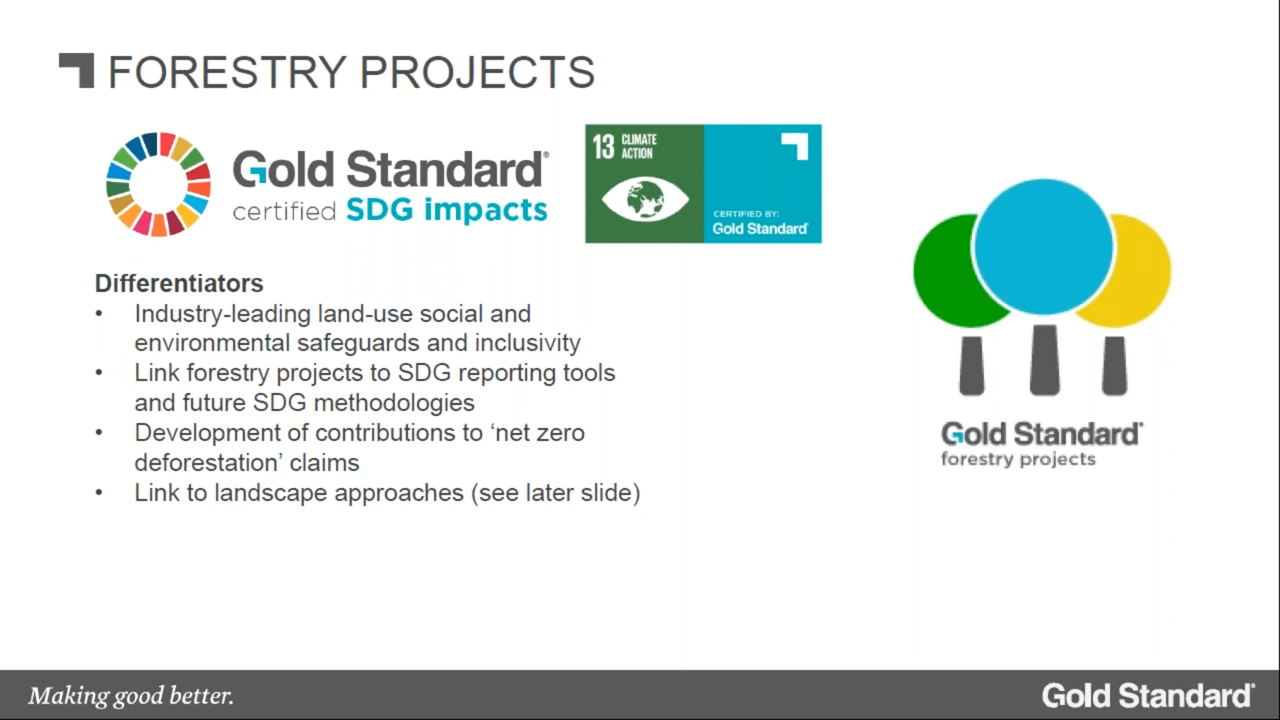 FORESTRY PROJECTS
Gold Standard®
certified SDG impacts
13 CLIMATE
ACTION
CERTIFIED BY:
Gold Standard®
Differentiators
• Industry-leading land-use social and
environmental safeguards and inclusivity
• Link forestry projects to SDG reporting tools
and future SDG methodologies
• Development of contributions to ‘net zero
deforestation’ claims
• Link to landscape approaches (see later slide)
Gold Standard®
forestry projects
Making good better.
Gold Standard®